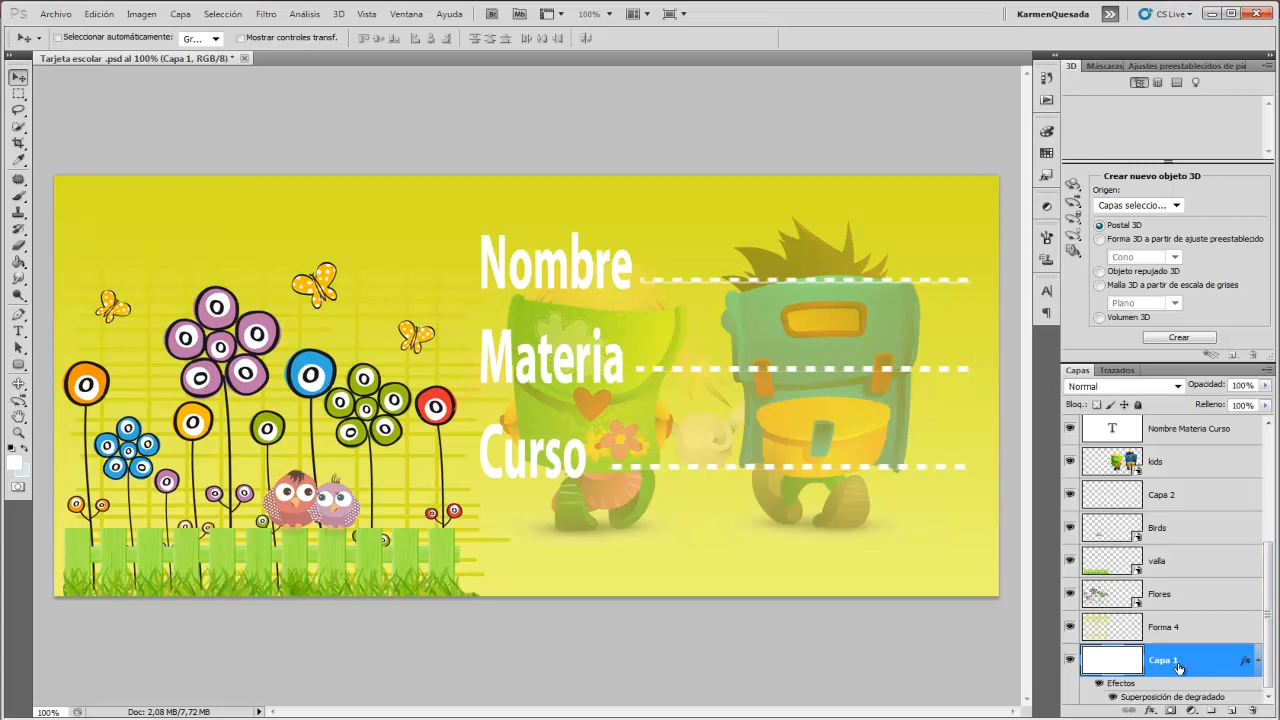 Ps Archivo Edición Imagen Capa Selección Filtro Análisis 3D Vista Ventana Ayuda Br Mb 100% KarmenQuesada CS Live
Seleccionar automáticamente: Gr... Mostrar controles transf.
Tarjeta escolar .psd al 100% (Capa 1, RGB/8) *
3D Máscaras Ajustes preestablecidos de pi
Crear nuevo objeto 3D
Origen:
Capas seleccio...
Postal 3D
Forma 3D a partir de ajuste preestablecido
Cono
Objeto repujado 3D
Malla 3D a partir de escala de grises
Plano
Volumen 3D
Crear
Nombre
Materia
Curso
Capas Trazados
Normal Opacidad: 100%
Bloq.: Relleno: 100%
T Nombre Materia Curso
kids
Capa 2
Birds
valla
Flores
Forma 4
Capa 1 fx
Efectos
Superposición de degradado
100% Doc: 2,08 MB/7,72 MB